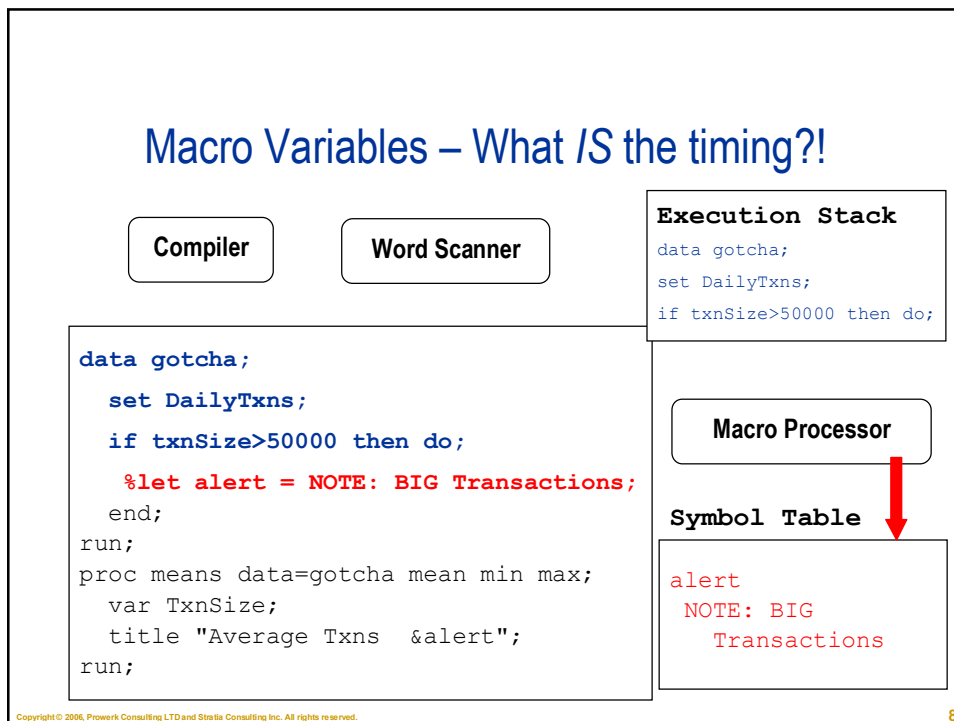 Macro Variables – What IS the timing?!
Compiler
Word Scanner
Execution Stack
data gotcha;
set DailyTxns;
if txnSize>50000 then do;
data gotcha;
set DailyTxns;
if txnSize>50000 then do;
%let alert = NOTE: BIG Transactions;
end;
run;
proc means data=gotcha mean min max;
var TxnSize;
title "Average Txns  &alert";
run;
Macro Processor
Symbol Table
alert
NOTE: BIG
Transactions
Copyright © 2006, Prowerk Consulting LTD and Stratia Consulting Inc. All rights reserved.
8